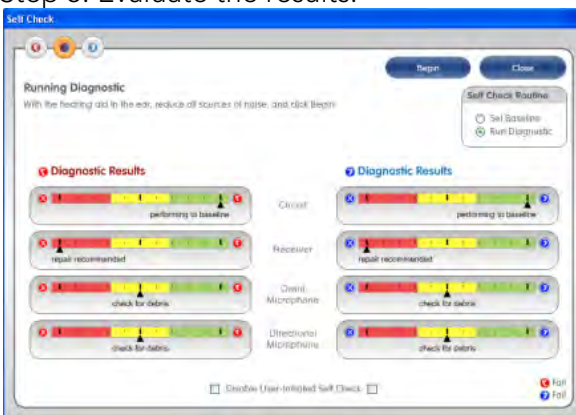 Step 3: Evaluate the results.
Self Check
Begin
Close
Running Diagnostic
With the hearing aid in the ear, reduce all sources of noise, and click Begin
Self Check Routine
Set Baseline
Run Diagnostic
Diagnostic Results
Diagnostic Results
performing to baseline
Circuit
performing to baseline
repair recommended
Receiver
repair recommended
check for debris
Omni
Microphone
check for debris
check for debris
Directional
Microphone
check for debris
Disable User-Initiated Self Check
Fail
Fail